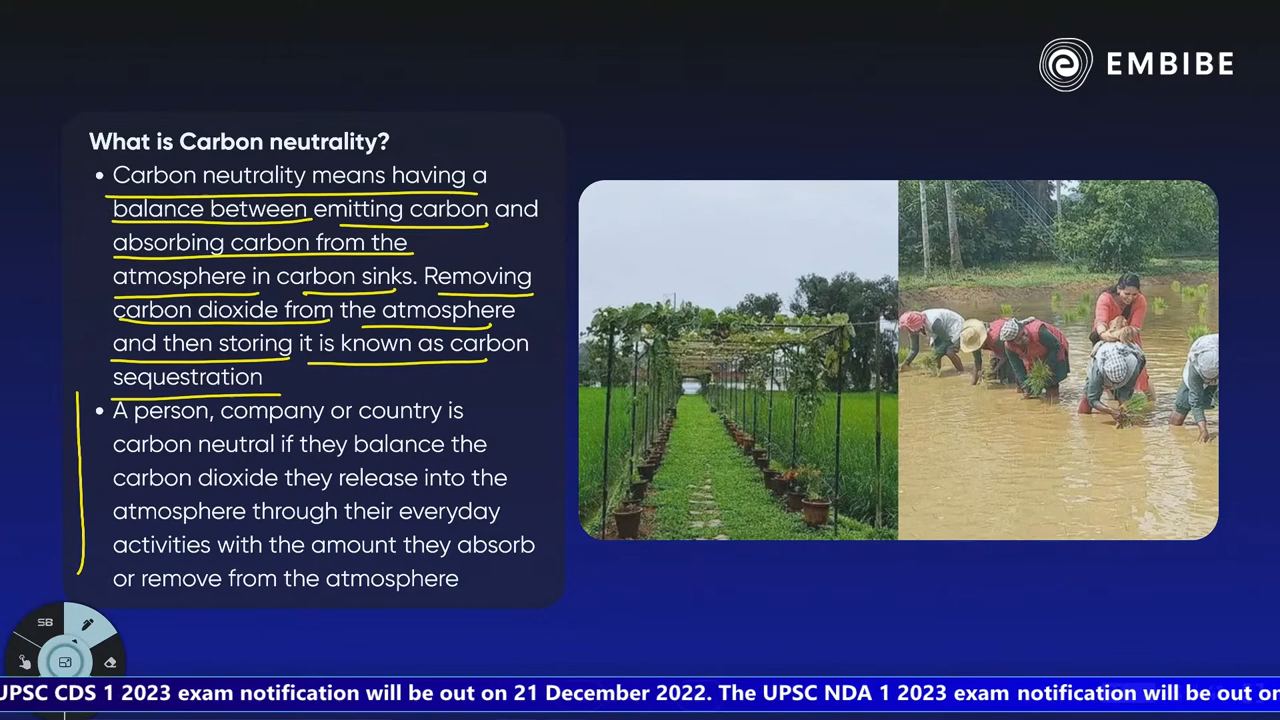 EMBIBE
What is Carbon neutrality?
• Carbon neutrality means having a
balance between emitting carbon and
absorbing carbon from the
atmosphere in carbon sinks. Removing
carbon dioxide from the atmosphere
and then storing it is known as carbon
sequestration
• A person, company or country is
carbon neutral if they balance the
carbon dioxide they release into the
atmosphere through their everyday
activities with the amount they absorb
or remove from the atmosphere
SB
UPSC CDS 1 2023 exam notification will be out on 21 December 2022. The UPSC NDA 1 2023 exam notification will be out on